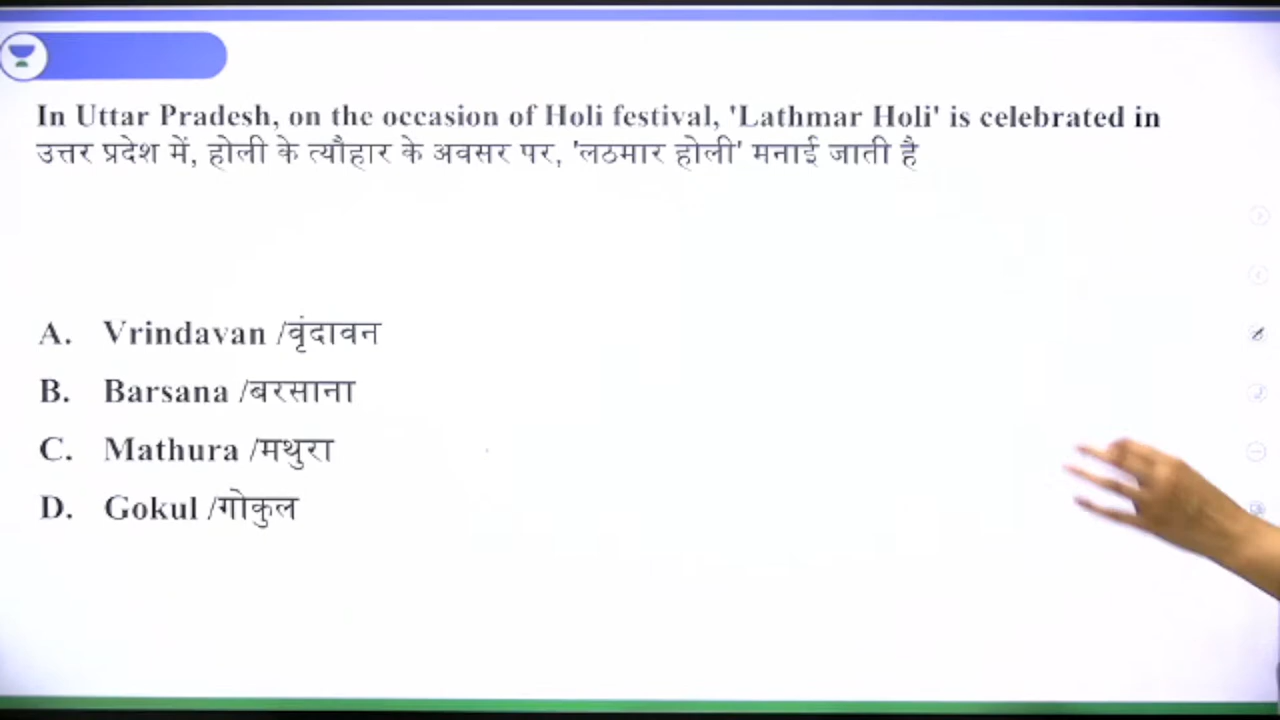 In Uttar Pradesh, on the occasion of Holi festival, 'Lathmar Holi' is celebrated in
उत्तर प्रदेश में, होली के त्यौहार के अवसर पर, 'लठमार होली' मनाई जाती है
A. Vrindavan /वृंदावन
B. Barsana /बरसाना
C. Mathura /मथुरा
D. Gokul /गोकुल